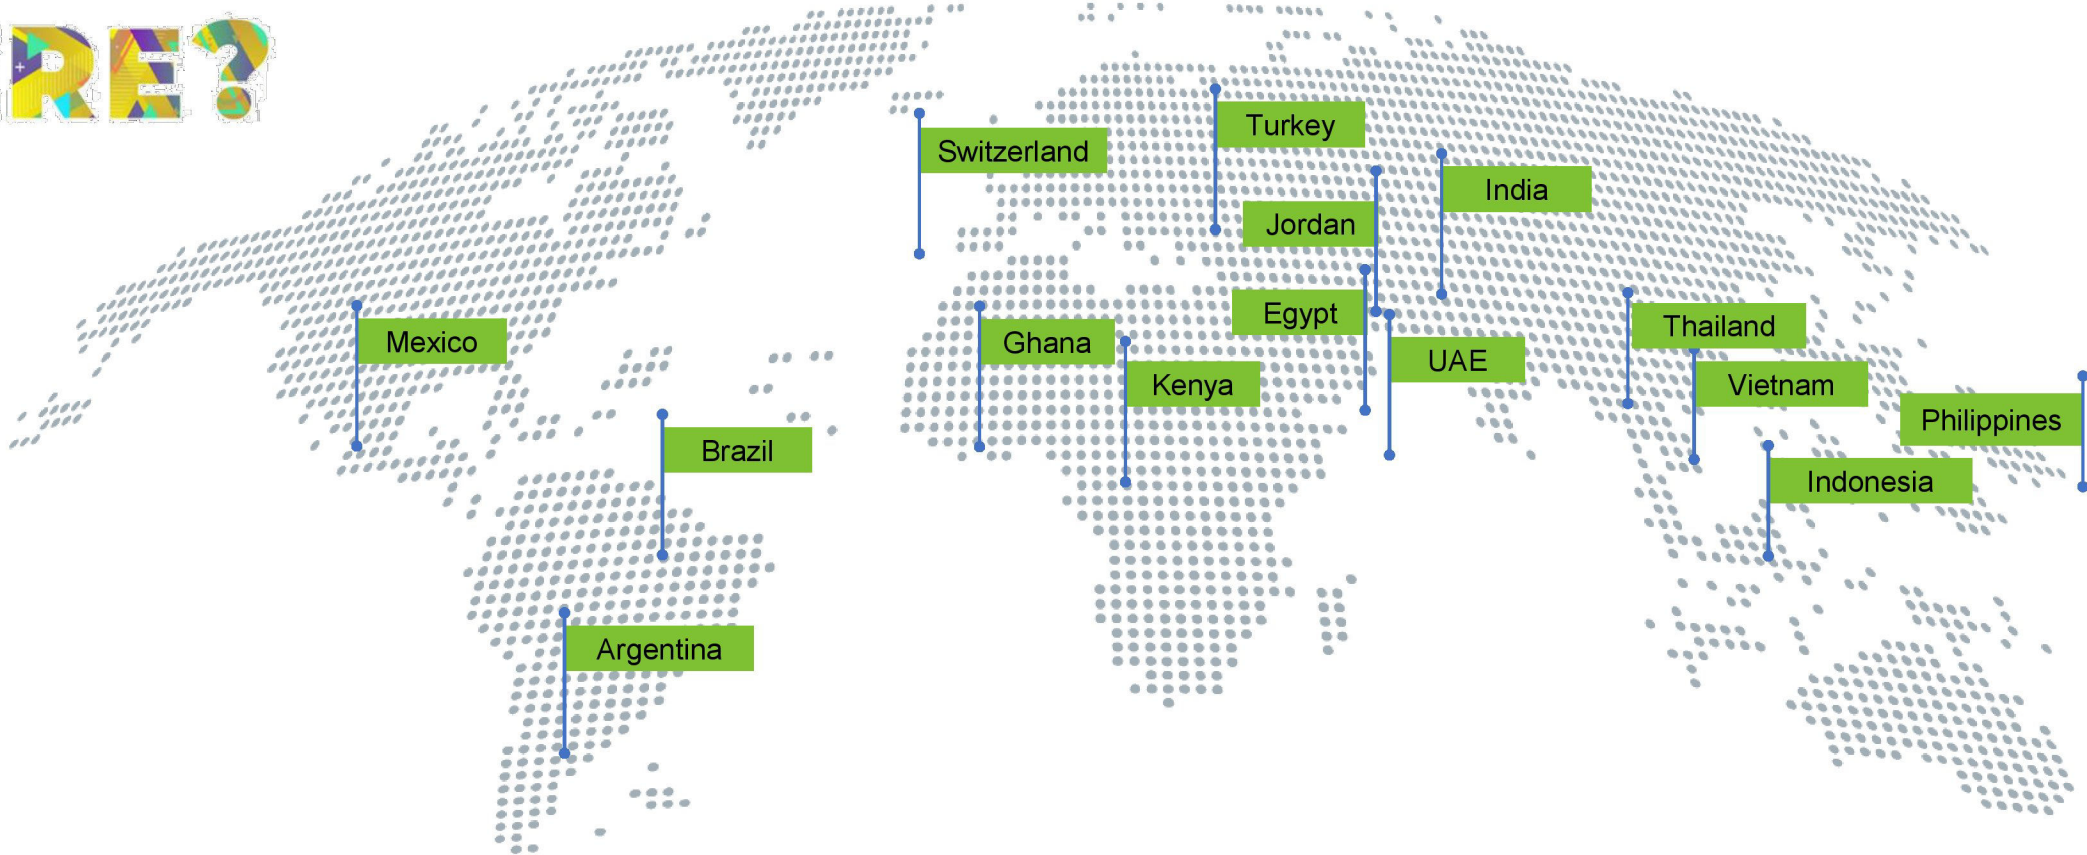 RE?
Turkey
Switzerland
India
Jordan
Egypt
Thailand
Mexico
Ghana
UAE
Kenya
Vietnam
Philippines
Brazil
Indonesia
Argentina